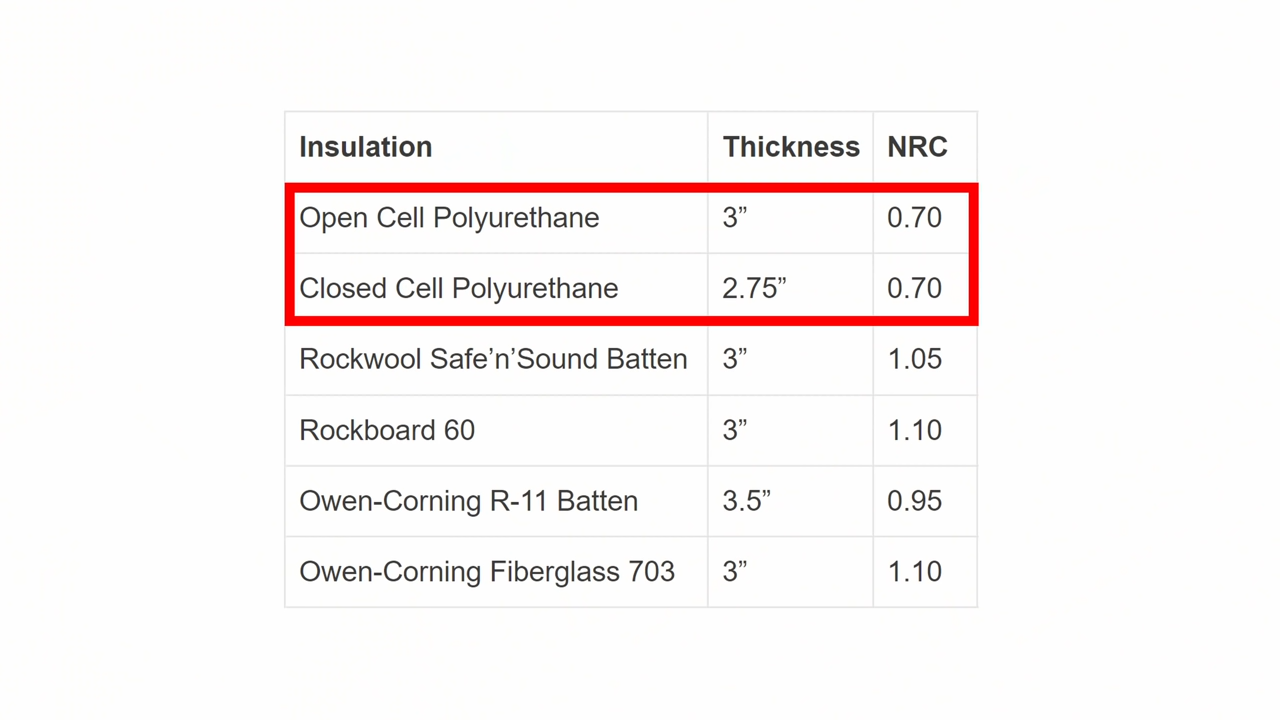 Insulation Thickness NRC
Open Cell Polyurethane 3” 0.70
Closed Cell Polyurethane 2.75” 0.70
Rockwool Safe’n’Sound Batten 3” 1.05
Rockboard 60 3” 1.10
Owen-Corning R-11 Batten 3.5” 0.95
Owen-Corning Fiberglass 703 3” 1.10